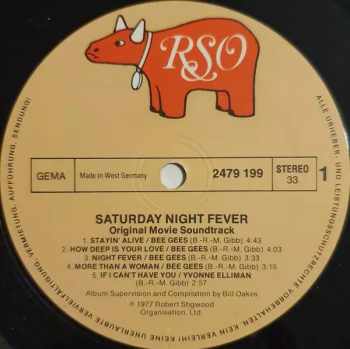 RSO
GEMA
Made in West Germany
2479 199
STEREO
33
1
SATURDAY NIGHT FEVER
Original Movie Soundtrack
1 STAYIN' ALIVE / BEE GEES (B.-R.-M. Gibb) 4:43
2 HOW DEEP IS YOUR LOVE / BEE GEES (B.-R.-M. Gibb) 4:03
3 NIGHT FEVER / BEE GEES (B.-R.-M. Gibb) 3:33
4 MORE THAN A WOMAN / BEE GEES (B.-R.-M. Gibb) 3:15
5 IF I CAN'T HAVE YOU / YVONNE ELLIMAN
(B.-R.-M. Gibb) 2:57
Album Supervision and Compilation by Bill Oakes
℗ 1977 Robert Stigwood
Organisation, Ltd.
ALLE URHEBER- UND LEISTUNGSSCHUTZRECHTE VORBEHALTEN. KEIN VERLEIH! KEINE UNERLAUBTE VERVIELFÄLTIGUNG, VERMIETUNG, AUFFÜHRUNG, SENDUNG!